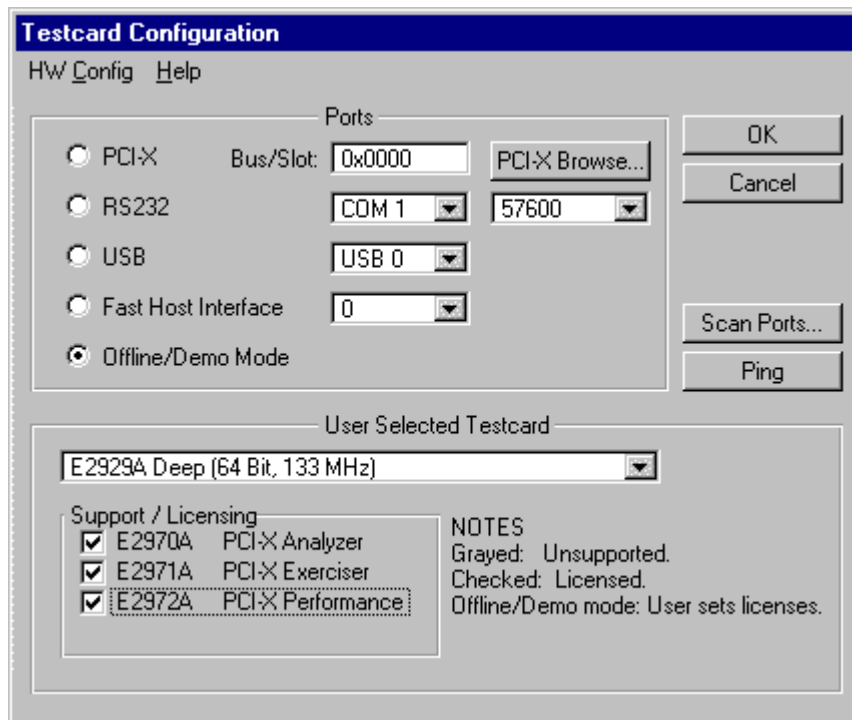 Testcard Configuration
HW Config Help
Ports
PCI-X Bus/Slot: 0x0000 PCI-X Browse...
RS232 COM 1 57600
USB USB 0
Fast Host Interface 0
Offline/Demo Mode
OK
Cancel
Scan Ports...
Ping
User Selected Testcard
E2929A Deep (64 Bit, 133 MHz)
Support / Licensing
E2970A PCI-X Analyzer
E2971A PCI-X Exerciser
E2972A PCI-X Performance
NOTES
Grayed: Unsupported.
Checked: Licensed.
Offline/Demo mode: User sets licenses.